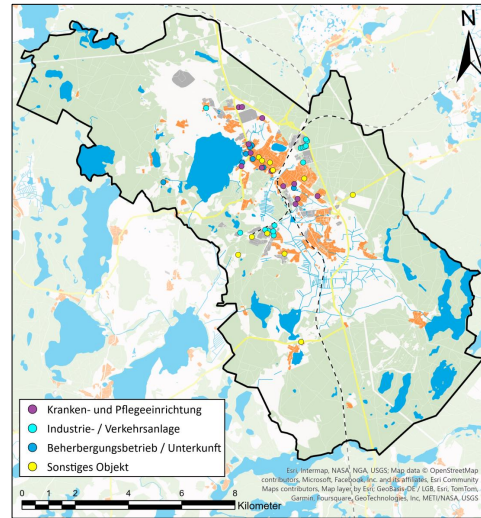 N
Kranken- und Pflegeeinrichtung
Industrie- / Verkehrsanlage
Beherbergungsbetrieb / Unterkunft
Sonstiges Objekt
Esri, Intermap, NASA, NGA, USGS; Map data © OpenStreetMap
contributors, Microsoft, Facebook, Inc. and its affiliates, Esri Community
Maps contributors, Map layer by Esri; GeoBasis-DE / LGB, Esri, TomTom,
Garmin, Foursquare, GeoTechnologies, Inc, METI/NASA, USGS
0 2 4 6 8
Kilometer